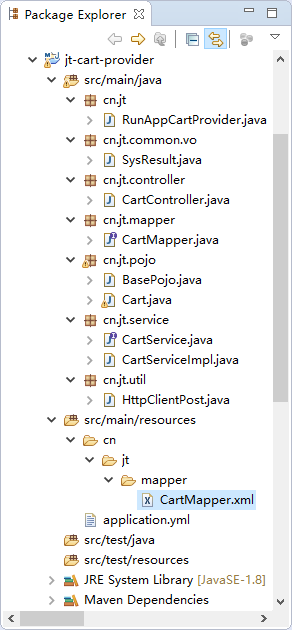 Package Explorer
jt-cart-provider
src/main/java
cn.jt
RunAppCartProvider.java
cn.jt.common.vo
SysResult.java
cn.jt.controller
CartController.java
cn.jt.mapper
CartMapper.java
cn.jt.pojo
BasePojo.java
Cart.java
cn.jt.service
CartService.java
CartServiceImpl.java
cn.jt.util
HttpClientPost.java
src/main/resources
cn
jt
mapper
CartMapper.xml
application.yml
src/test/java
src/test/resources
JRE System Library [JavaSE-1.8]
Maven Dependencies